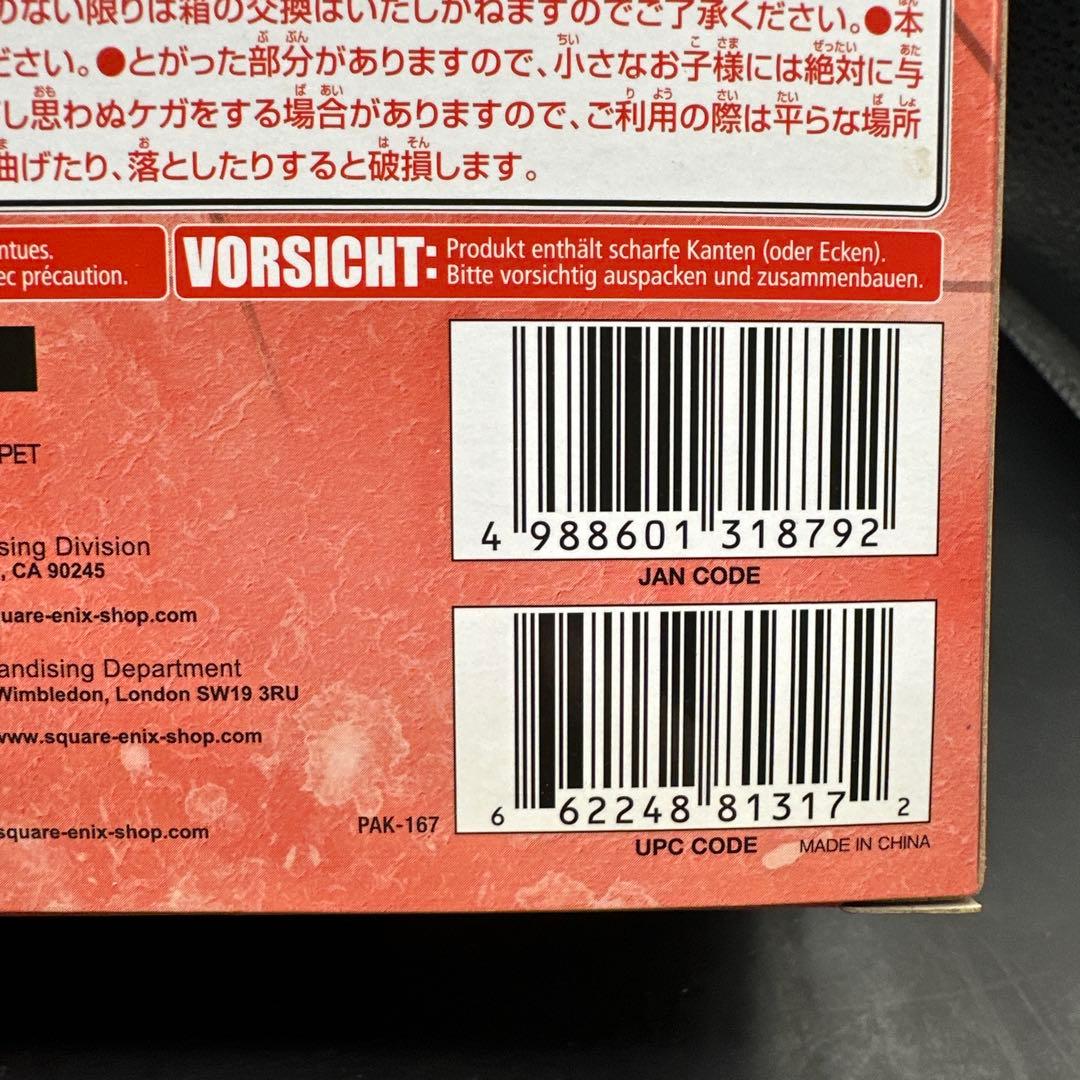 のない限りは箱の交換はいたしかねますのでご了承ください。●本
ださい。●とがった部分がありますので、小さなお子様には絶対に与
し思わぬケガをする場合がありますので、ご利用の際は平らな場所
曲げたり、落としたりすると破損します。
ntues.
ec précaution.
VORSICHT: Produkt enthält scharfe Kanten (oder Ecken).
Bitte vorsichtig auspacken und zusammenbauen.
PET
4 988601 318792
JAN CODE
sing Division
, CA 90245
uare-enix-shop.com
andising Department
Wimbledon, London SW19 3RU
www.square-enix-shop.com
square-enix-shop.com
PAK-167
6 62248 81317 2
UPC CODE
MADE IN CHINA